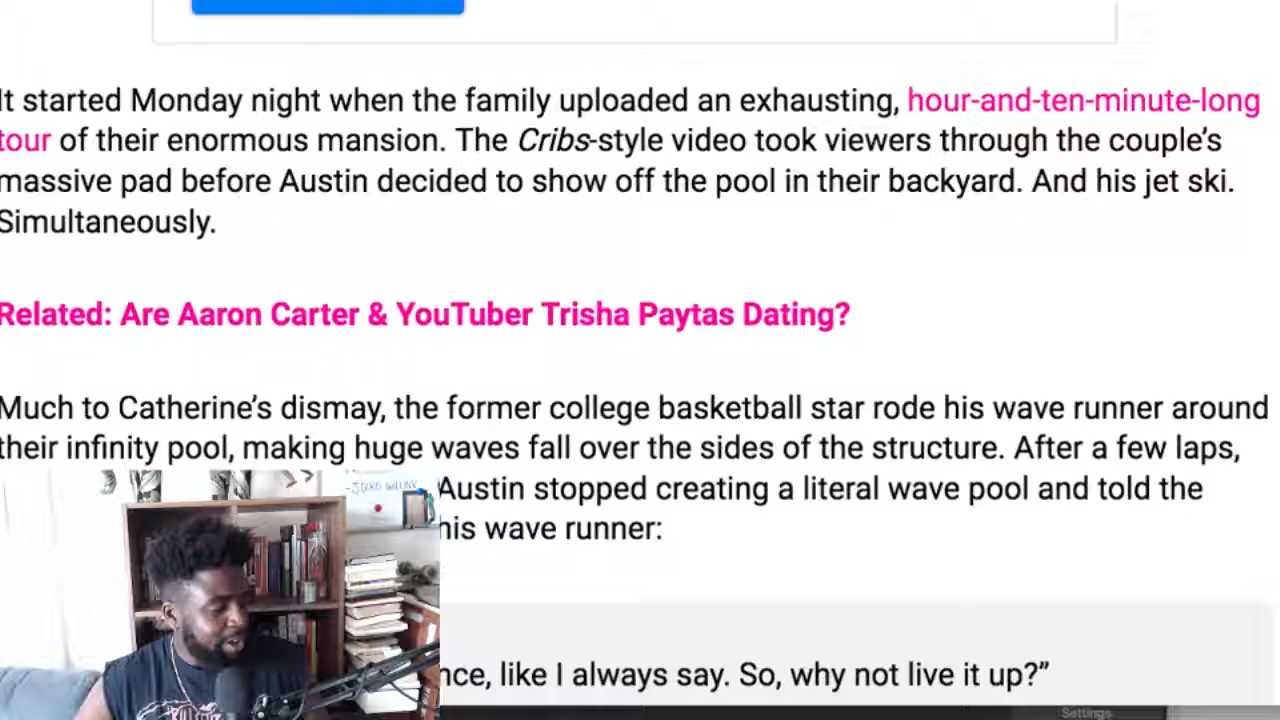 It started Monday night when the family uploaded an exhausting, hour-and-ten-minute-long
tour of their enormous mansion. The Cribs-style video took viewers through the couple’s
massive pad before Austin decided to show off the pool in their backyard. And his jet ski.
Simultaneously.
Related: Are Aaron Carter & YouTuber Trisha Paytas Dating?
Much to Catherine’s dismay, the former college basketball star rode his wave runner around
their infinity pool, making huge waves fall over the sides of the structure. After a few laps,
Austin stopped creating a literal wave pool and told the
his wave runner:
nce, like I always say. So, why not live it up?”
Settings